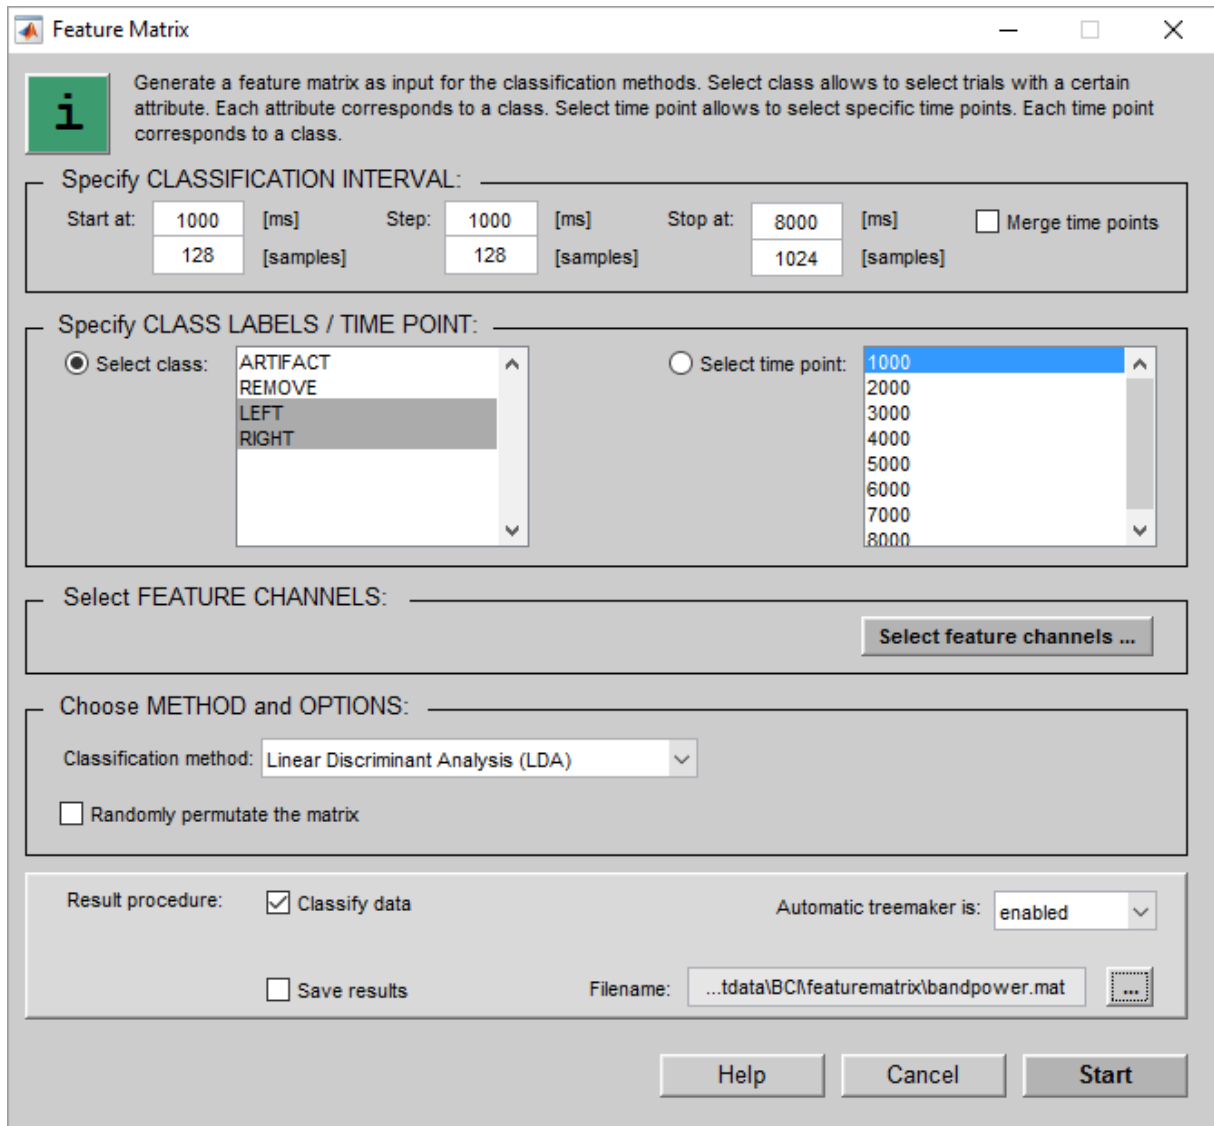 Feature Matrix
i
Generate a feature matrix as input for the classification methods. Select class allows to select trials with a certain
attribute. Each attribute corresponds to a class. Select time point allows to select specific time points. Each time point
corresponds to a class.
Specify CLASSIFICATION INTERVAL:
Start at: 1000 [ms] Step: 1000 [ms] Stop at: 8000 [ms] Merge time points
128 [samples] 128 [samples] 1024 [samples]
Specify CLASS LABELS / TIME POINT:
Select class: ARTIFACT Select time point: 1000
REMOVE 2000
LEFT 3000
RIGHT 4000
5000
6000
7000
8000
Select FEATURE CHANNELS:
Select feature channels ...
Choose METHOD and OPTIONS:
Classification method: Linear Discriminant Analysis (LDA)
Randomly permutate the matrix
Result procedure: Classify data Automatic treemaker is: enabled
Save results Filename: ...tdata\BCI\featurematrix\bandpower.mat ...
Help Cancel Start